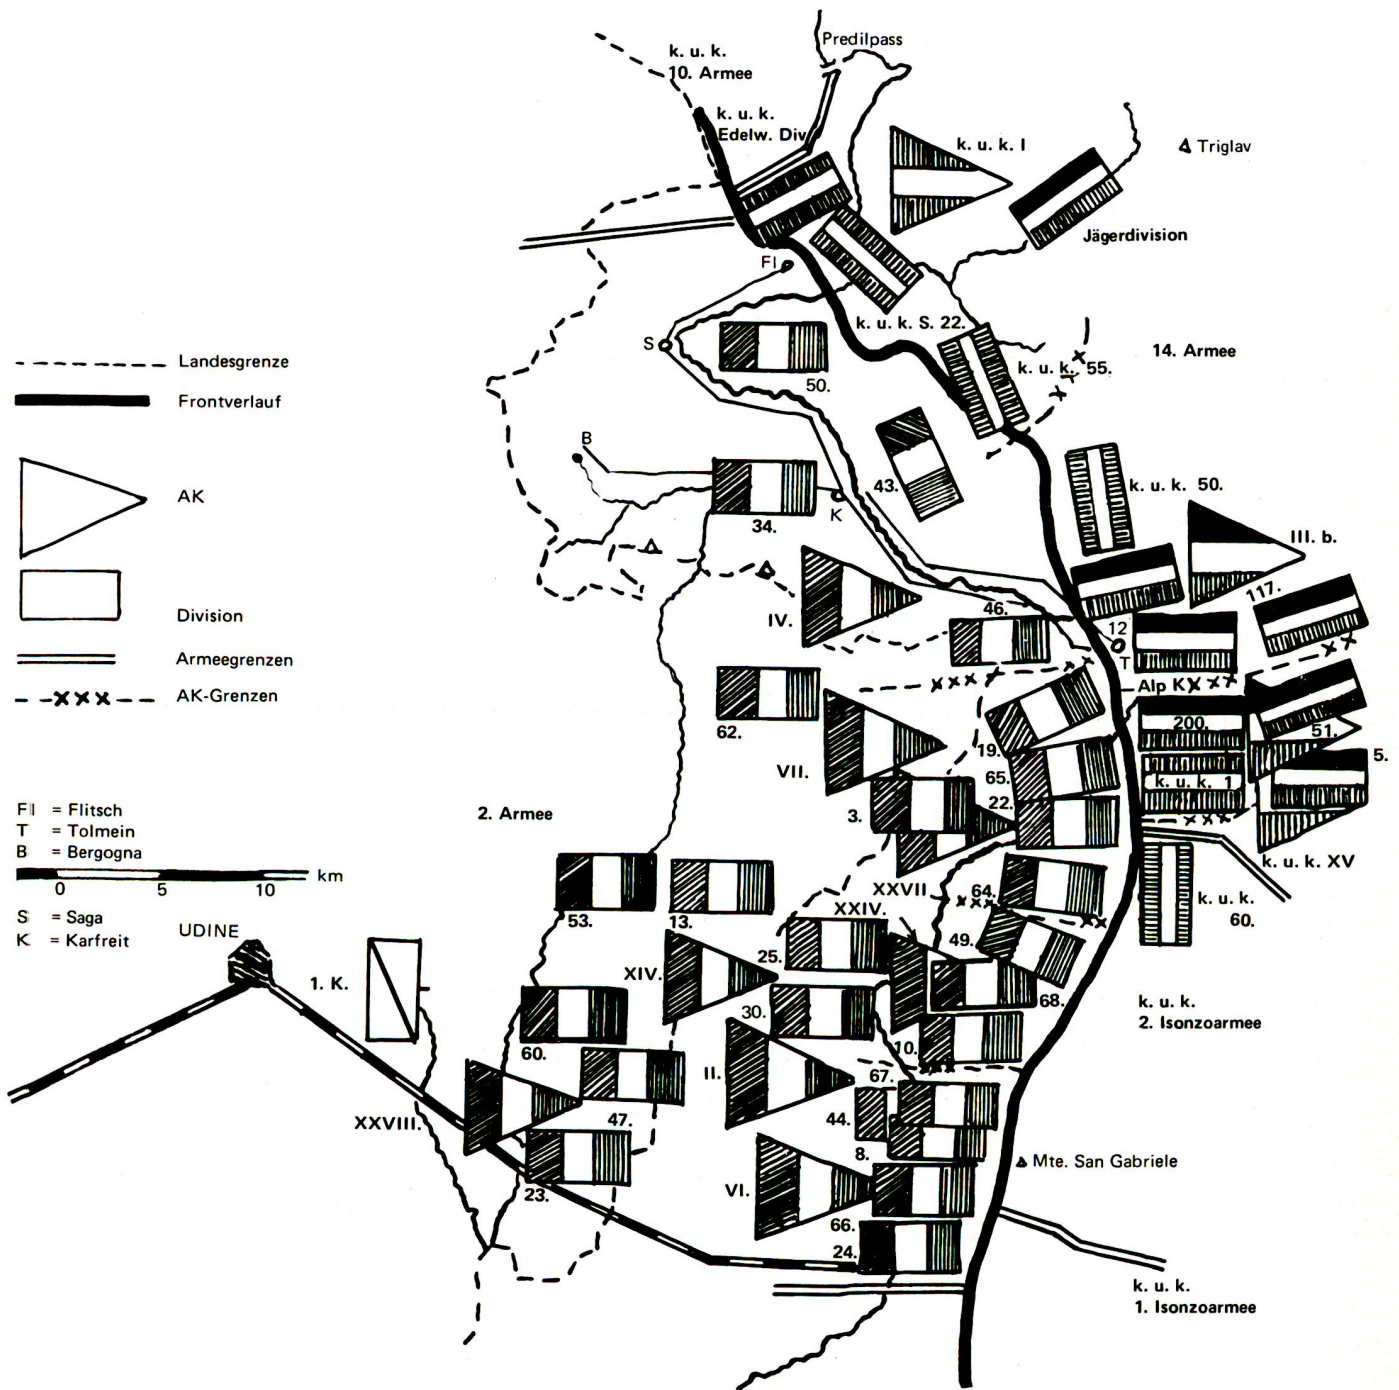 Predilpass
k. u. k.
10. Armee
k. u. k.
Edelw. Div
k. u. k. I
Triglav
Jägerdivision
Fl
k. u. k. S. 22.
S
50.
k. u. k. 55.
14. Armee
Landesgrenze
Frontverlauf
AK
Division
Armeegrenzen
AK-Grenzen
B
43.
k. u. k. 50.
34.
K
III. b.
117.
IV.
46.
12
T
Alp K
62.
VII.
19.
200.
51.
65.
k. u. k. 1
5.
22.
3.
2. Armee
Fl = Flitsch
T = Tolmein
B = Bergogna
km
0 5 10
S = Saga
K = Karfreit
k. u. k. XV
XXVII
64.
k. u. k.
60.
XXIV.
53.
13.
UDINE
25.
49.
1. K.
XIV.
68.
k. u. k.
2. Isonzoarmee
30.
60.
10.
II.
67.
XXVIII.
47.
44.
8.
Mte. San Gabriele
23.
VI.
66.
24.
k. u. k.
1. Isonzoarmee